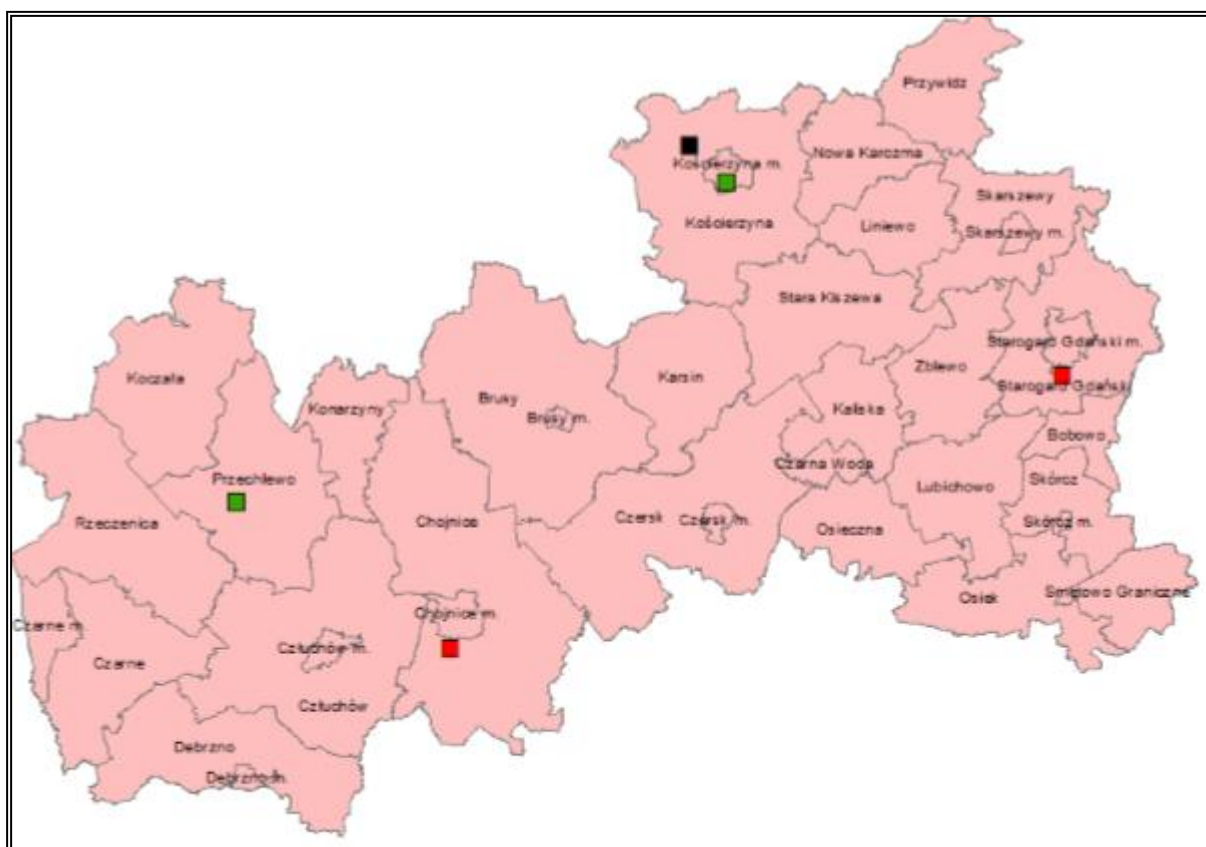 Przywidz
Kościerzyna m.
Nowa Karczma
Skarszewy
Kościerzyna
Liniewo
Skarszewy m.
Stara Kiszewa
Starogard Gdański m.
Koczała
Karsin
Zblewo
Starogard Gdański
Konarzyny
Brusy
Kaliska
Brusy m.
Bobowo
Czarna Woda
Przechlewo
Skórcz
Lubichowo
Rzeczenica
Chojnice
Czersk
Czersk m.
Skórcz m.
Osieczna
Smętowo Graniczne
Osiek
Chojnice m.
Czarne m.
Człuchów m.
Czarne
Człuchów
Debrzno
Debrzno m.